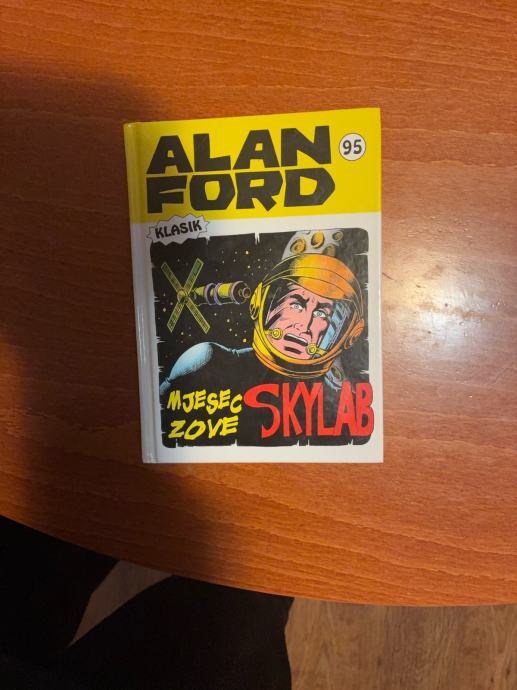 ALAN
FORD
95
KLASIK
MJESEC
ZOVE
SKYLAB